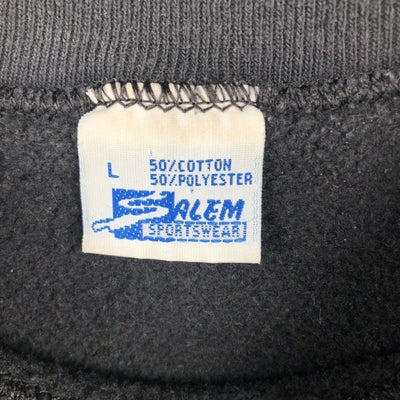 L
50%COTTON
50%POLYESTER
SALEM
SPORTSWEAR